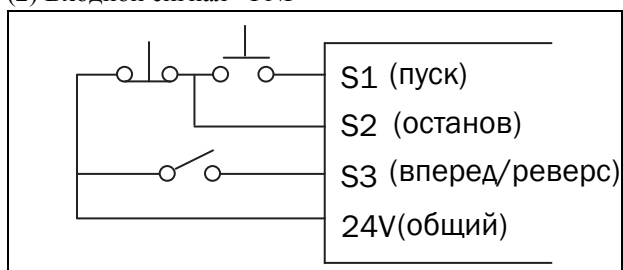 S1 (пуск)
S2 (останов)
S3 (вперед/реверс)
24V(общий)